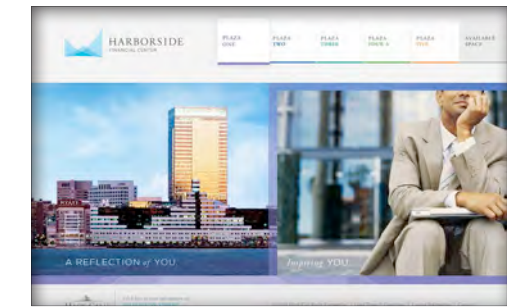 HARBORSIDE
FINANCIAL CENTER
PLAZA
ONE
PLAZA
TWO
PLAZA
THREE
PLAZA
FOUR A
PLAZA
FIVE
AVAILABLE
SPACE
A REFLECTION of YOU.
Inspiring YOU.